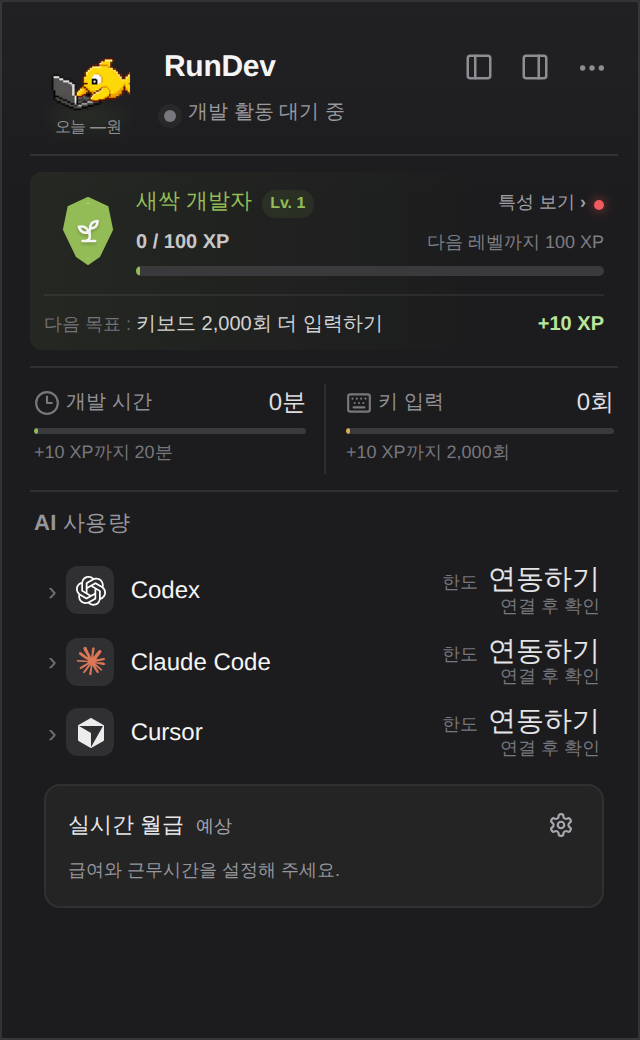 RunDev
개발 활동 대기 중
오늘 —원
새싹 개발자 Lv. 1
특성 보기 ›
0 / 100 XP
다음 레벨까지 100 XP
다음 목표 : 키보드 2,000회 더 입력하기
+10 XP
개발 시간 0분
+10 XP까지 20분
키 입력 0회
+10 XP까지 2,000회
AI 사용량
Codex
한도 연동하기
연결 후 확인
Claude Code
한도 연동하기
연결 후 확인
Cursor
한도 연동하기
연결 후 확인
실시간 월급 예상
급여와 근무시간을 설정해 주세요.